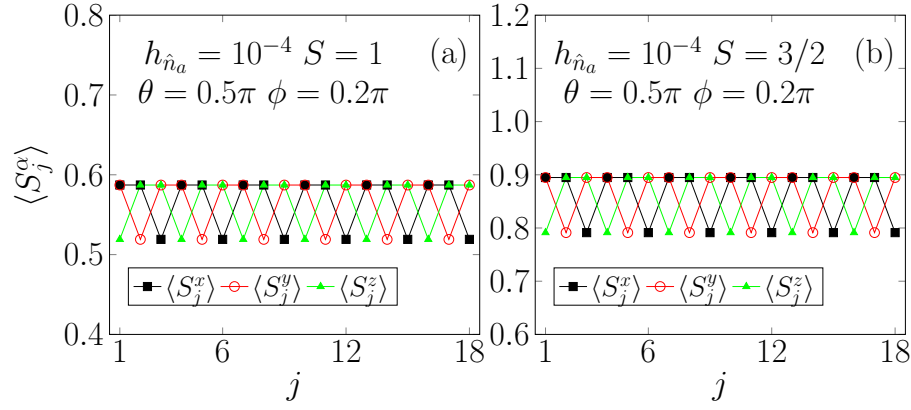 0.8
0.7
0.6
0.5
0.4
⟨S_j^α⟩
h_{n̂_a} = 10^{-4} S = 1 (a)
θ = 0.5π ϕ = 0.2π
⟨S_j^x⟩ ⟨S_j^y⟩ ⟨S_j^z⟩
1 6 12 18
j
1.2
1.1
1.0
0.9
0.8
0.7
0.6
h_{n̂_a} = 10^{-4} S = 3/2 (b)
θ = 0.5π ϕ = 0.2π
⟨S_j^x⟩ ⟨S_j^y⟩ ⟨S_j^z⟩
1 6 12 18
j